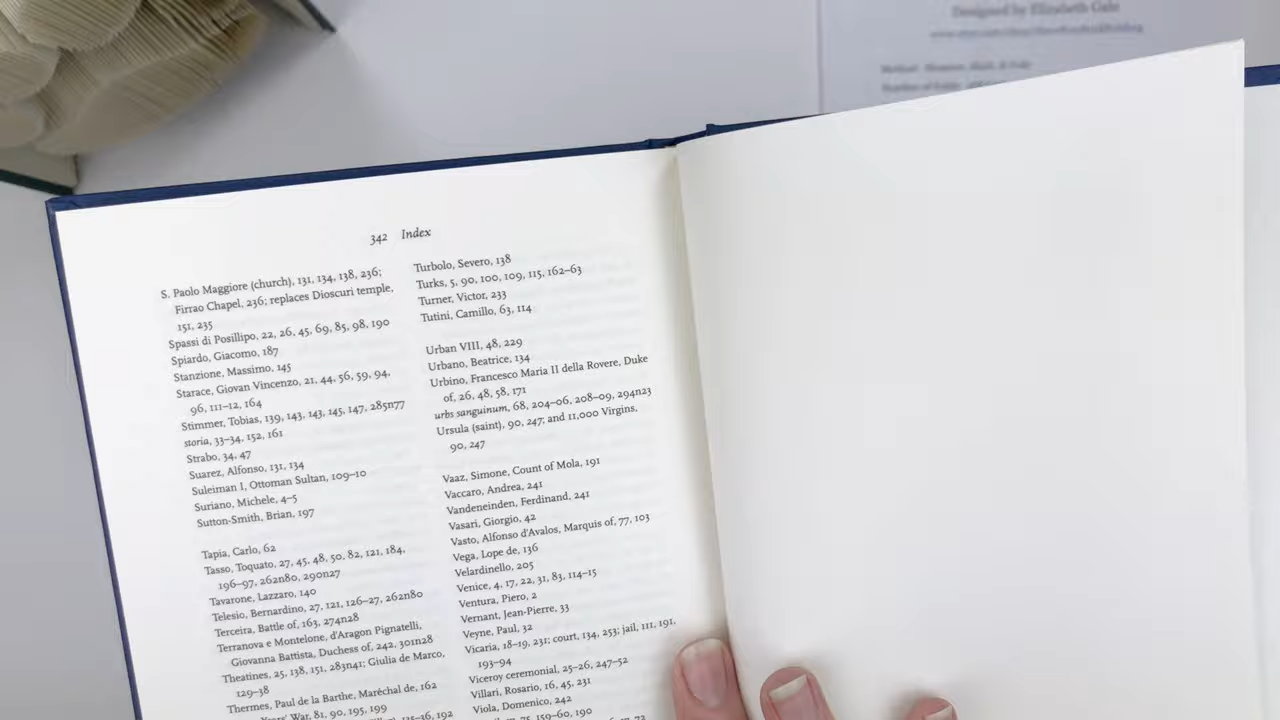 Designed by Elizabeth Gale
342 Index
S. Paolo Maggiore (church), 131, 134, 138, 236;
Firrao Chapel, 236; replaces Dioscuri temple,
151, 235
Spassi di Posillipo, 22, 26, 45, 69, 85, 98, 190
Spiardo, Giacomo, 187
Stanzione, Massimo, 145
Starace, Giovan Vincenzo, 21, 44, 56, 59, 94,
96, 111–12, 164
Stimmer, Tobias, 139, 143, 143, 145, 147, 285n77
storia, 33–34, 152, 161
Strabo, 34, 47
Suarez, Alfonso, 131, 134
Suleiman I, Ottoman Sultan, 109–10
Suriano, Michele, 4–5
Sutton-Smith, Brian, 197
Tapia, Carlo, 62
Tasso, Toquato, 27, 45, 48, 50, 82, 121, 184,
196–97, 262n80, 290n27
Tavarone, Lazzaro, 140
Telesio, Bernardino, 27, 121, 126–27, 262n80
Terceira, Battle of, 163, 274n28
Terranova e Montelone, d'Aragon Pignatelli,
Giovanna Battista, Duchess of, 242, 301n28
Theatines, 25, 138, 151, 283n41; Giulia de Marco,
129–38
Thermes, Paul de la Barthe, Maréchal de, 162
Years' War, 81, 90, 195, 199
125–26, 192
Turbolo, Severo, 138
Turks, 5, 90, 100, 109, 115, 162–63
Turner, Victor, 233
Tutini, Camillo, 63, 114
Urban VIII, 48, 229
Urbano, Beatrice, 134
Urbino, Francesco Maria II della Rovere, Duke
of, 26, 48, 58, 171
urbs sanguinum, 68, 204–06, 208–09, 294n23
Ursula (saint), 90, 247; and 11,000 Virgins,
90, 247
Vaaz, Simone, Count of Mola, 191
Vaccaro, Andrea, 241
Vandeneinden, Ferdinand, 241
Vasari, Giorgio, 42
Vasto, Alfonso d'Avalos, Marquis of, 77, 103
Vega, Lope de, 136
Velardinello, 205
Venice, 4, 17, 22, 31, 83, 114–15
Ventura, Piero, 2
Vernant, Jean-Pierre, 33
Veyne, Paul, 32
Vicaria, 18–19, 231; court, 134, 253; jail, 111, 191,
193–94
Viceroy ceremonial, 25–26, 247–52
Villari, Rosario, 16, 45, 231
Viola, Domenico, 242
75, 159–60, 190